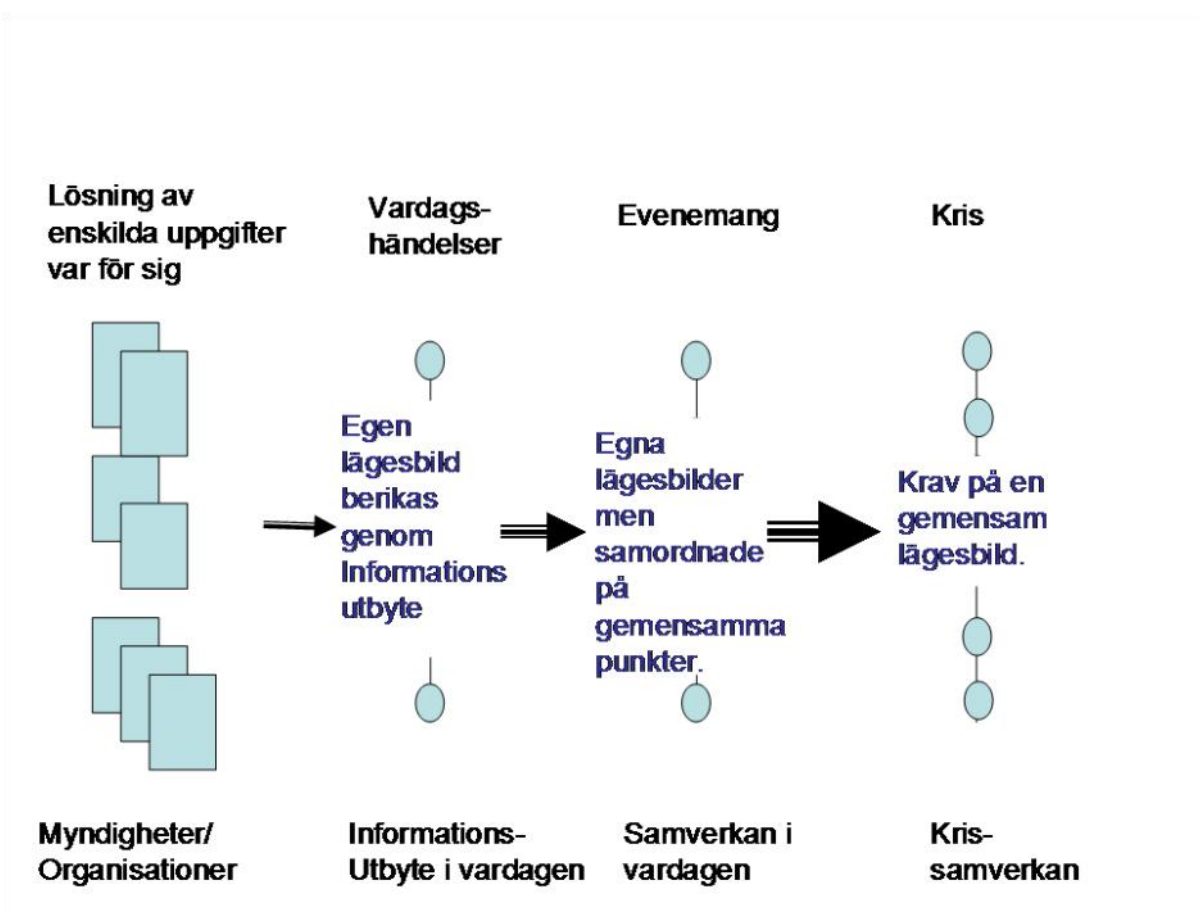 Lösning av
enskilda uppgifter
var för sig
Vardags-
händelser
Evenemang
Kris
Egen
lägesbild
berikas
genom
Informations
utbyte
Egna
lägesbilder
men
samordnade
på
gemensamma
punkter.
Krav på en
gemensam
lägesbild.
Myndigheter/
Organisationer
Informations-
Utbyte i vardagen
Samverkan i
vardagen
Kris-
samverkan